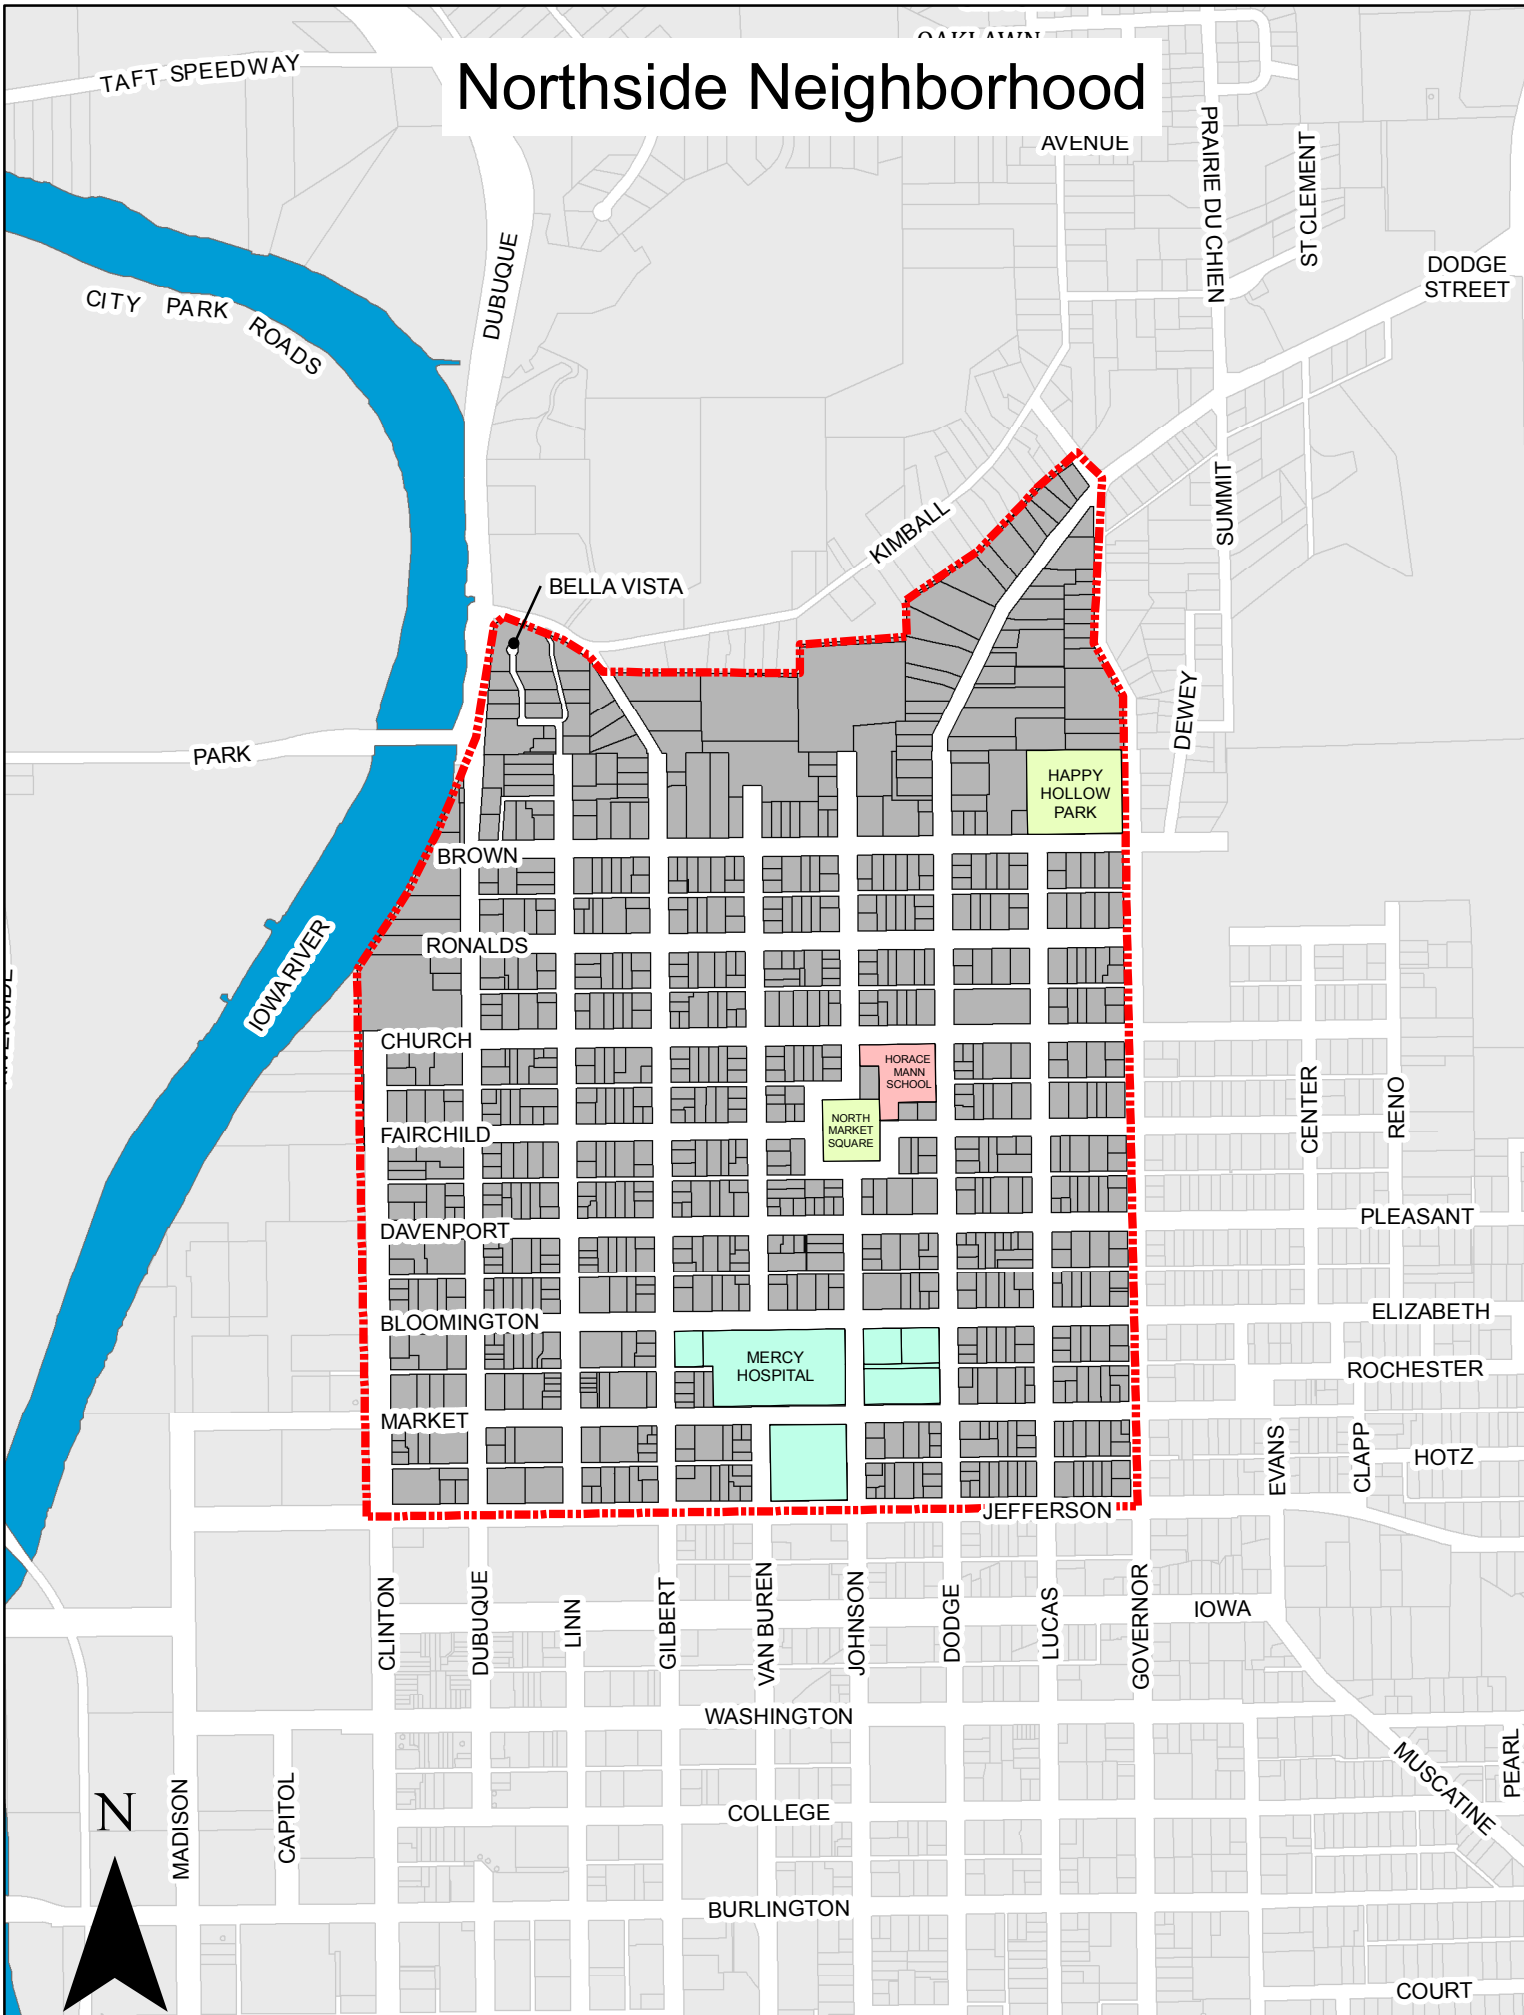 OAKLAWN
Northside Neighborhood
TAFT SPEEDWAY
AVENUE
PRAIRIE DU CHIEN
ST CLEMENT
DODGE
STREET
DUBUQUE
CITY PARK ROADS
KIMBALL
SUMMIT
BELLA VISTA
DEWEY
PARK
HAPPY
HOLLOW
PARK
BROWN
RONALDS
IOWA RIVER
RIVERSIDE
CHURCH
HORACE
MANN
SCHOOL
CENTER
RENO
NORTH
MARKET
SQUARE
FAIRCHILD
DAVENPORT
PLEASANT
BLOOMINGTON
ELIZABETH
MERCY
HOSPITAL
ROCHESTER
MARKET
EVANS
CLAPP
HOTZ
JEFFERSON
CLINTON
DUBUQUE
LINN
GILBERT
VAN BUREN
JOHNSON
DODGE
LUCAS
GOVERNOR
IOWA
WASHINGTON
MUSCATINE
PEARL
MADISON
CAPITOL
N
COLLEGE
BURLINGTON
COURT